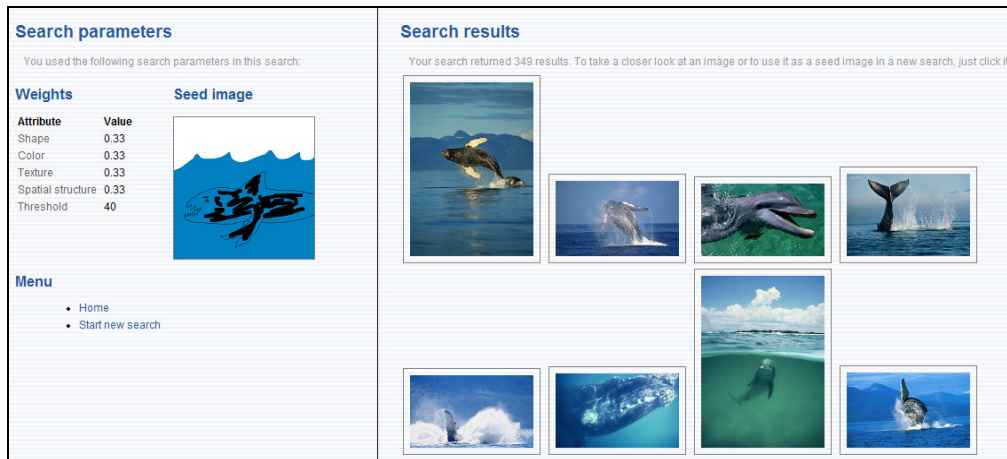 Search parameters
You used the following search parameters in this search:
Weights
Attribute Value
Shape 0.33
Color 0.33
Texture 0.33
Spatial structure 0.33
Threshold 40
Seed image
Menu
Home
Start new search
Search results
Your search returned 349 results. To take a closer look at an image or to use it as a seed image in a new search, just click